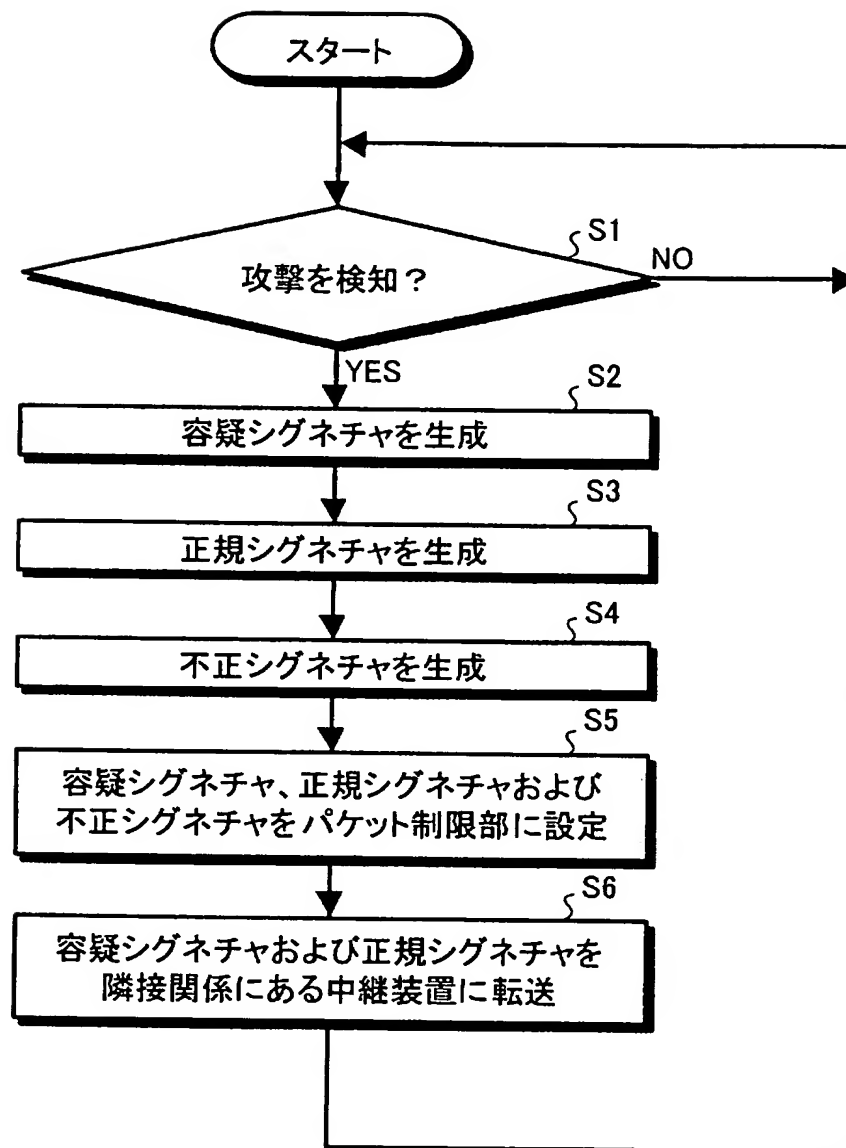 スタート
S1
攻撃を検知？
NO
YES
S2
容疑シグネチャを生成
S3
正規シグネチャを生成
S4
不正シグネチャを生成
S5
容疑シグネチャ、正規シグネチャおよび
不正シグネチャをパケット制限部に設定
S6
容疑シグネチャおよび正規シグネチャを
隣接関係にある中継装置に転送